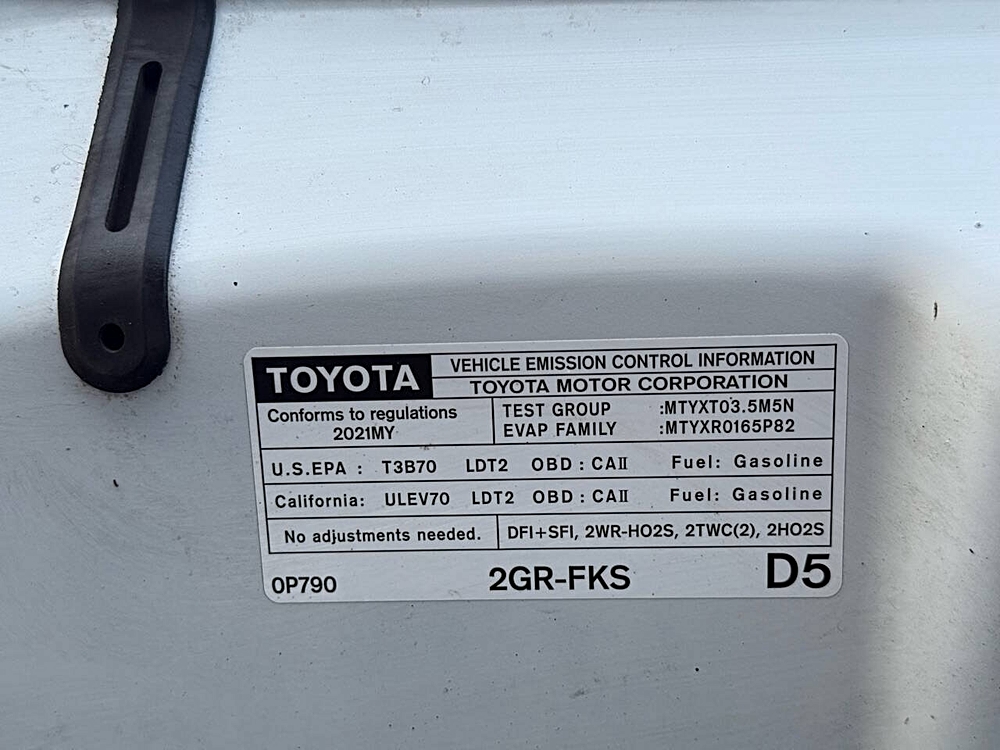 TOYOTA VEHICLE EMISSION CONTROL INFORMATION
TOYOTA MOTOR CORPORATION
Conforms to regulations
2021MY
TEST GROUP :MTYXT03.5M5N
EVAP FAMILY :MTYXR0165P82
U.S.EPA : T3B70 LDT2 OBD : CAⅡ Fuel: Gasoline
California: ULEV70 LDT2 OBD : CAⅡ Fuel: Gasoline
No adjustments needed. DFI+SFI, 2WR-HO2S, 2TWC(2), 2HO2S
0P790 2GR-FKS D5